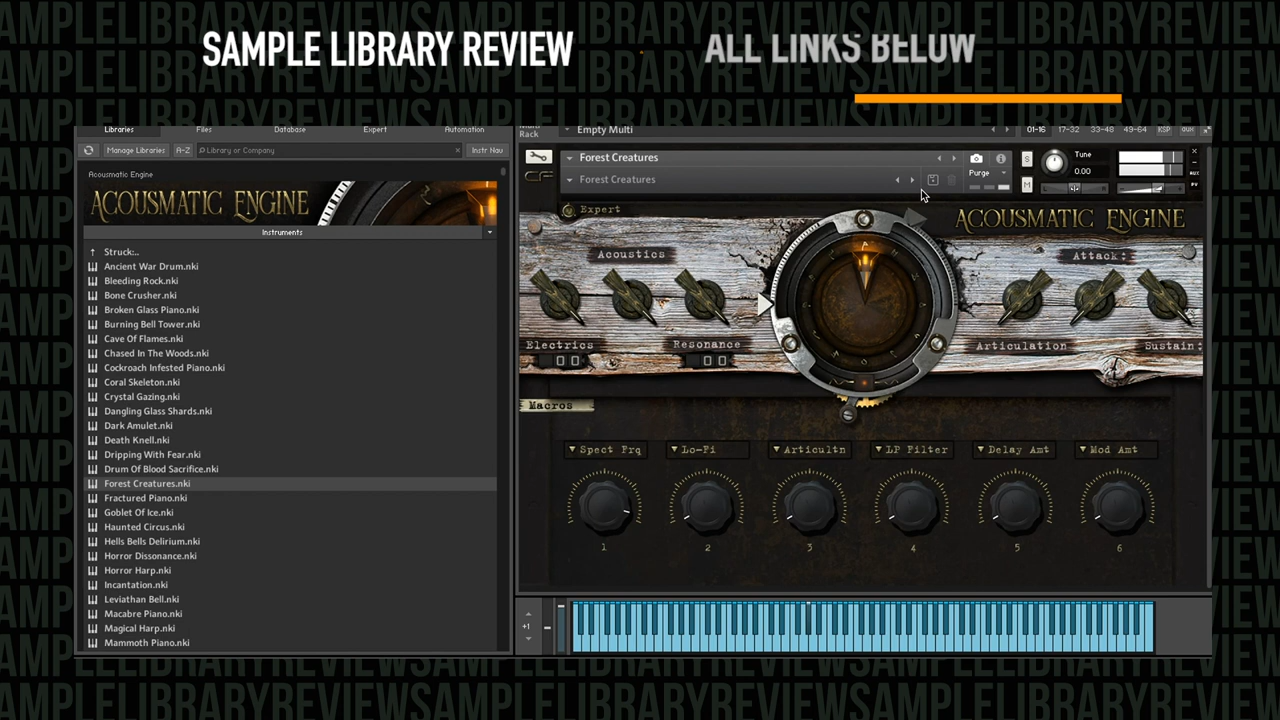 SAMPLE LIBRARY REVIEW
ALL LINKS BELOW
Libraries
Files
Database
Expert
Automation
Manage Libraries
A-Z
Library or Company
Instr Nav
Acousmatic Engine
ACOUSMATIC ENGINE
Instruments
Struck:..
Ancient War Drum.nki
Bleeding Rock.nki
Bone Crusher.nki
Broken Glass Piano.nki
Burning Bell Tower.nki
Cave Of Flames.nki
Chased In The Woods.nki
Cockroach Infested Piano.nki
Coral Skeleton.nki
Crystal Gazing.nki
Dangling Glass Shards.nki
Dark Amulet.nki
Death Knell.nki
Dripping With Fear.nki
Drum Of Blood Sacrifice.nki
Forest Creatures.nki
Fractured Piano.nki
Goblet Of Ice.nki
Haunted Circus.nki
Hells Bells Delirium.nki
Horror Dissonance.nki
Horror Harp.nki
Incantation.nki
Leviathan Bell.nki
Macabre Piano.nki
Magical Harp.nki
Mammoth Piano.nki
Rack
Empty Multi
01-16
17-32
33-48
49-64
KSP
Forest Creatures
Forest Creatures
Purge
S
M
Tune
0.00
AUX
PV
Expert
ACOUSMATIC ENGINE
Acoustics
Attack:
Electrics
Resonance
Articulation
Sustain:
00
00
Macros
Spect Frq
Lo-Fi
Articultn
LP Filter
Delay Amt
Mod Amt
1
2
3
4
5
6
+1